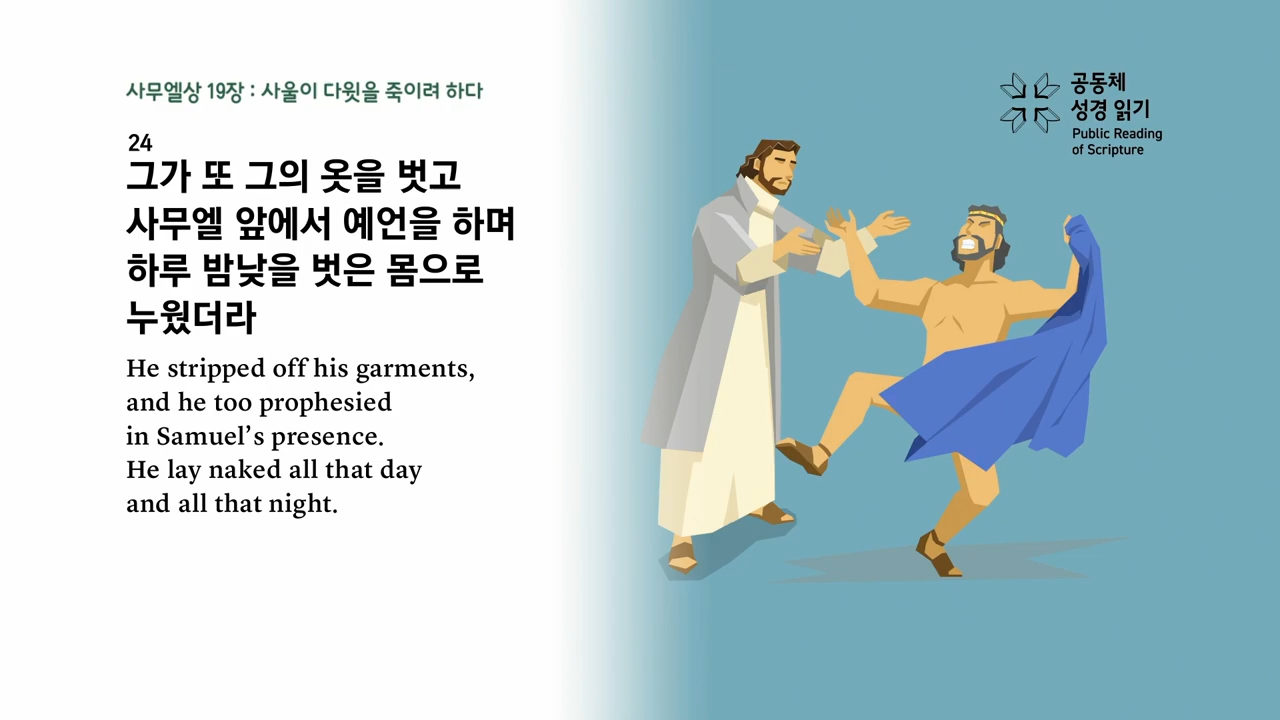 사무엘상 19장 : 사울이 다윗을 죽이려 하다
24
그가 또 그의 옷을 벗고
사무엘 앞에서 예언을 하며
하루 밤낮을 벗은 몸으로
누웠더라
He stripped off his garments,
and he too prophesied
in Samuel's presence.
He lay naked all that day
and all that night.
공동체
성경 읽기
Public Reading
of Scripture